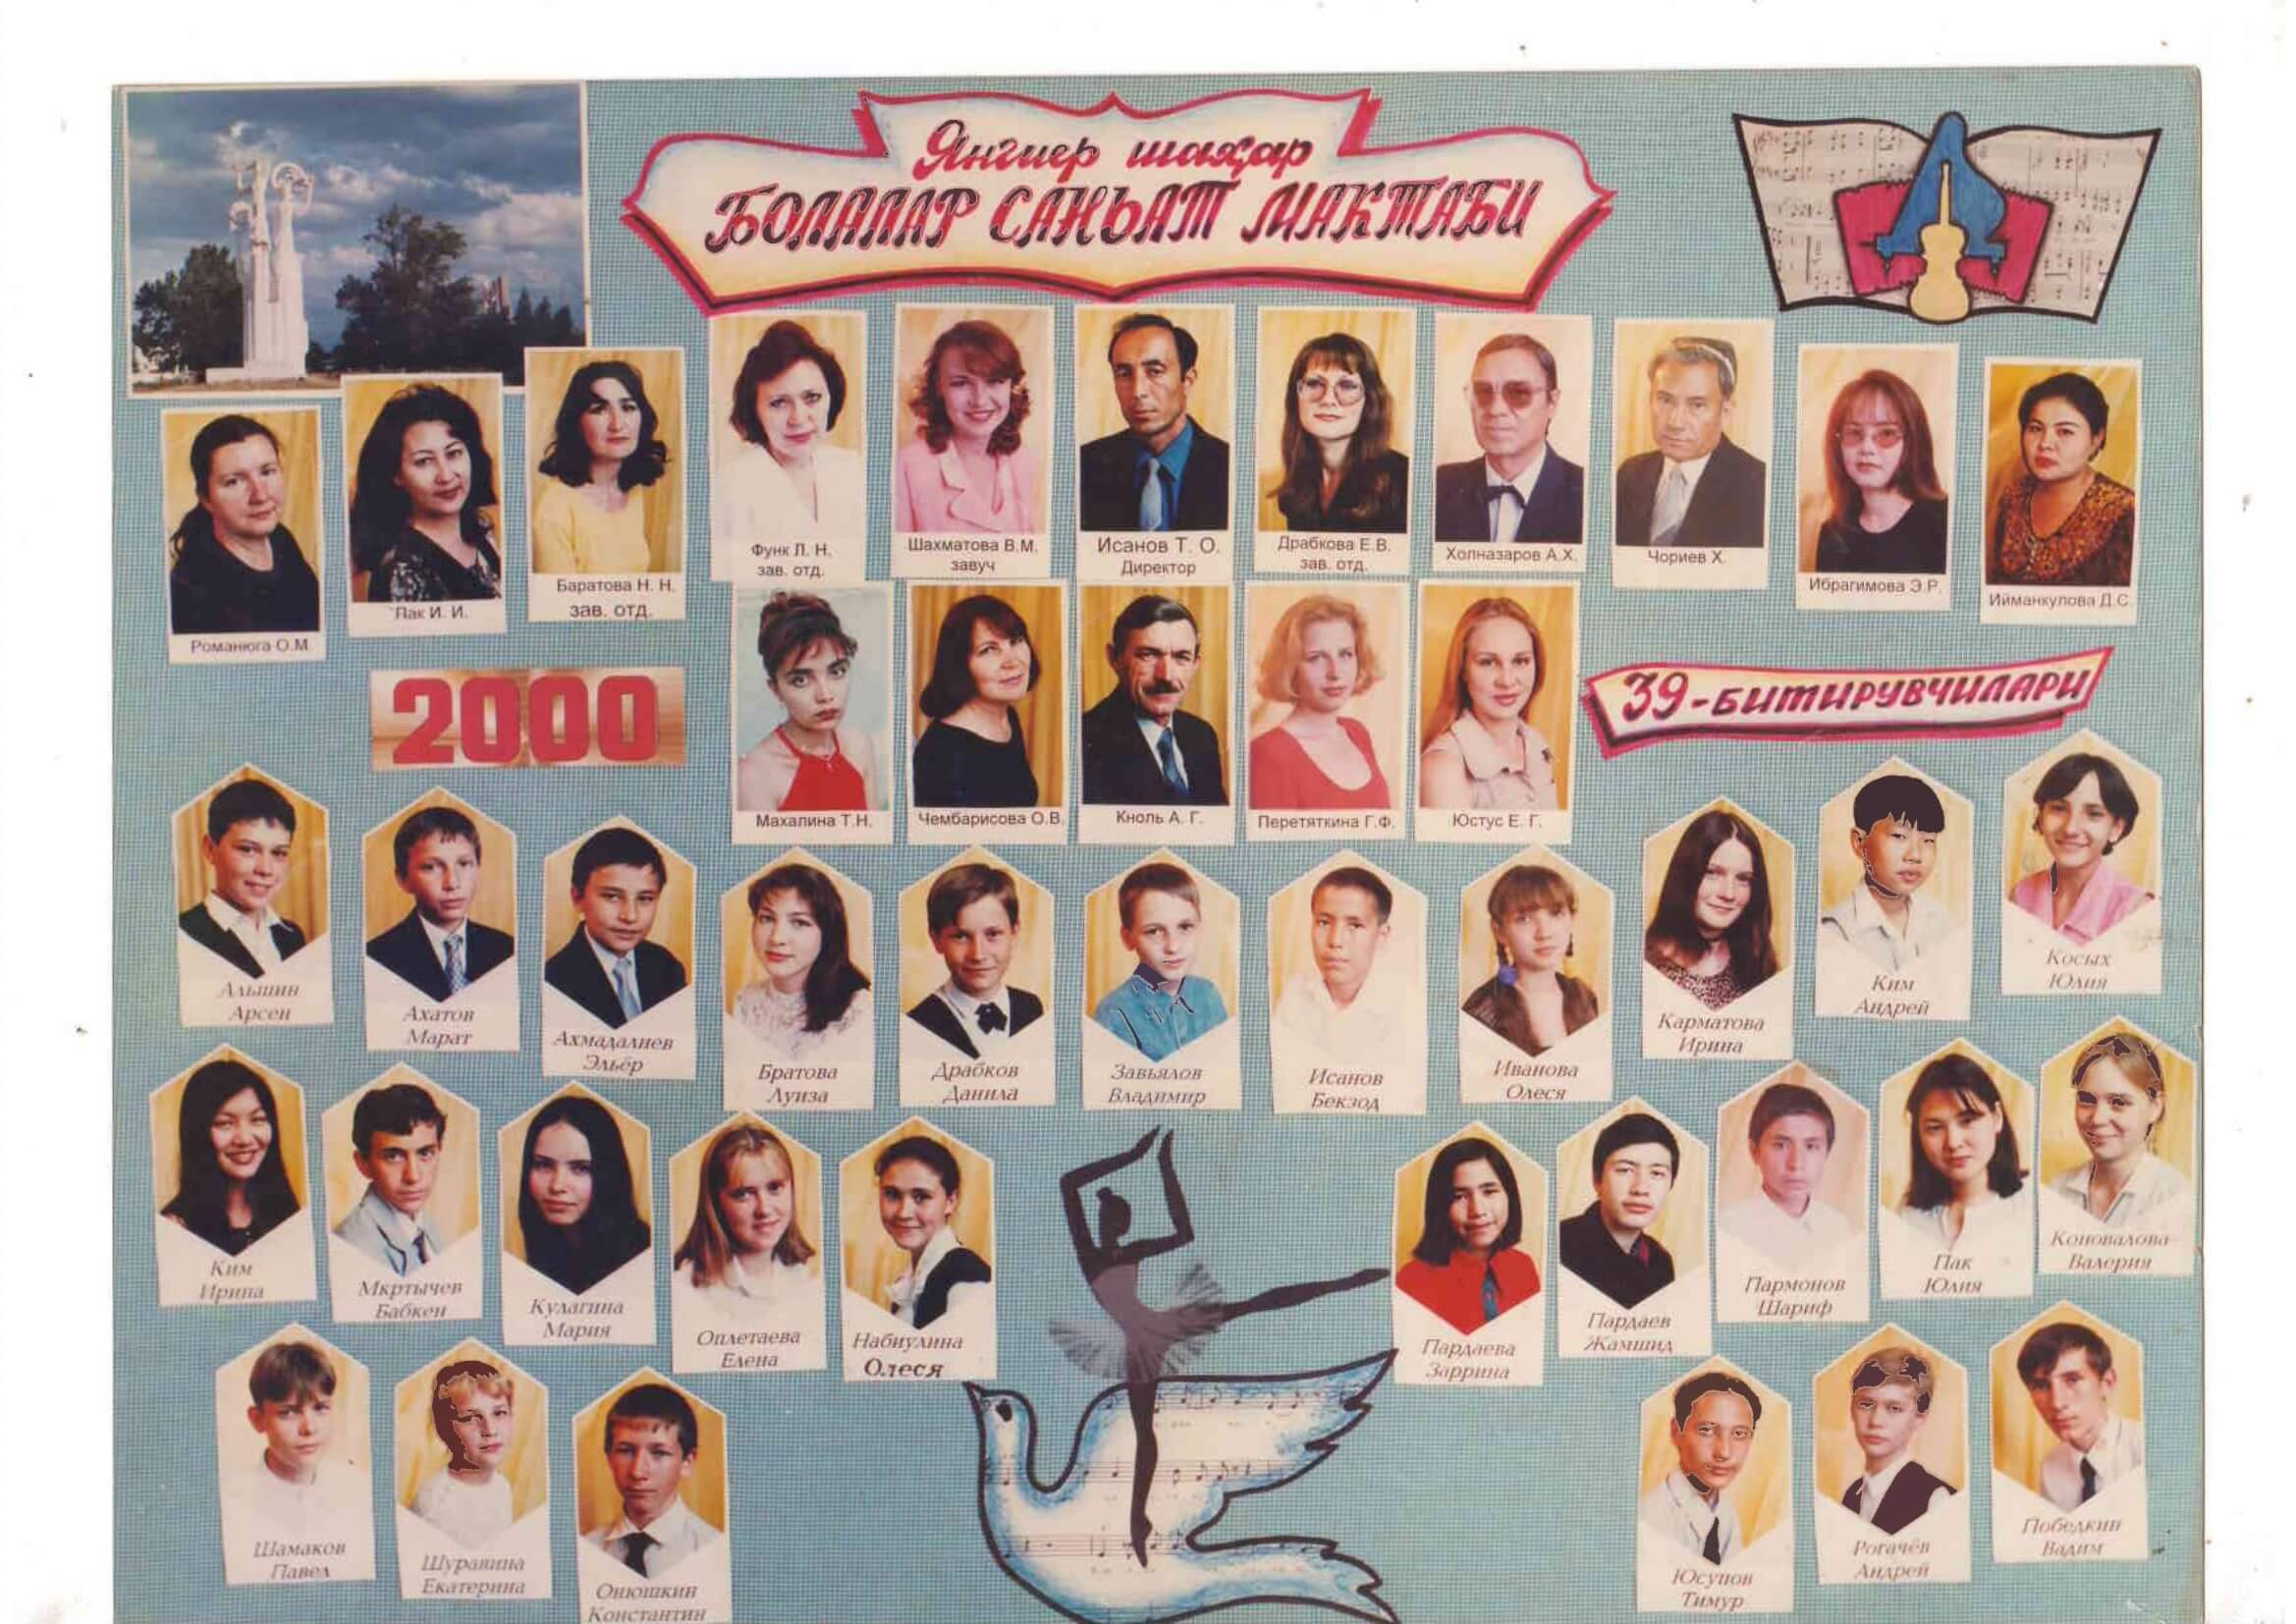 Янгиер шаҳар
БОЛАЛАР САНЪАТ МАКТАБИ
Романюга О.М.
Пак И. И.
Баратова Н. Н.
зав. отд.
Функ Л. Н.
зав. отд.
Шахматова В.М.
завуч
Исанов Т. О.
Директор
Драбкова Е.В.
зав. отд.
Холназаров А.Х.
Чориев Х.
Ибрагимова Э.Р.
Ийманкулова Д.С.
2000
Махалина Т.Н.
Чембарисова О.В.
Кноль А. Г.
Перетяткина Г.Ф.
Юстус Е. Г.
39-БИТИРУВЧИЛАРИ
Альшин
Арсен
Ахатов
Марат
Ахмадалиев
Эльёр
Братова
Луиза
Драбков
Данила
Завьялов
Владимир
Исанов
Бекзод
Иванова
Олеся
Карматова
Ирина
Ким
Андрей
Косых
Юлия
Ким
Ирина
Мкртычев
Бабкен
Кулагина
Мария
Оплетаева
Елена
Набиулина
Олеся
Пардаева
Заррина
Пардаев
Жамшид
Пармонов
Шариф
Пак
Юлия
Коновалова
Валерия
Шамаков
Павел
Шуравина
Екатерина
Онюшкин
Константин
Юсупов
Тимур
Рогачёв
Андрей
Победкин
Вадим